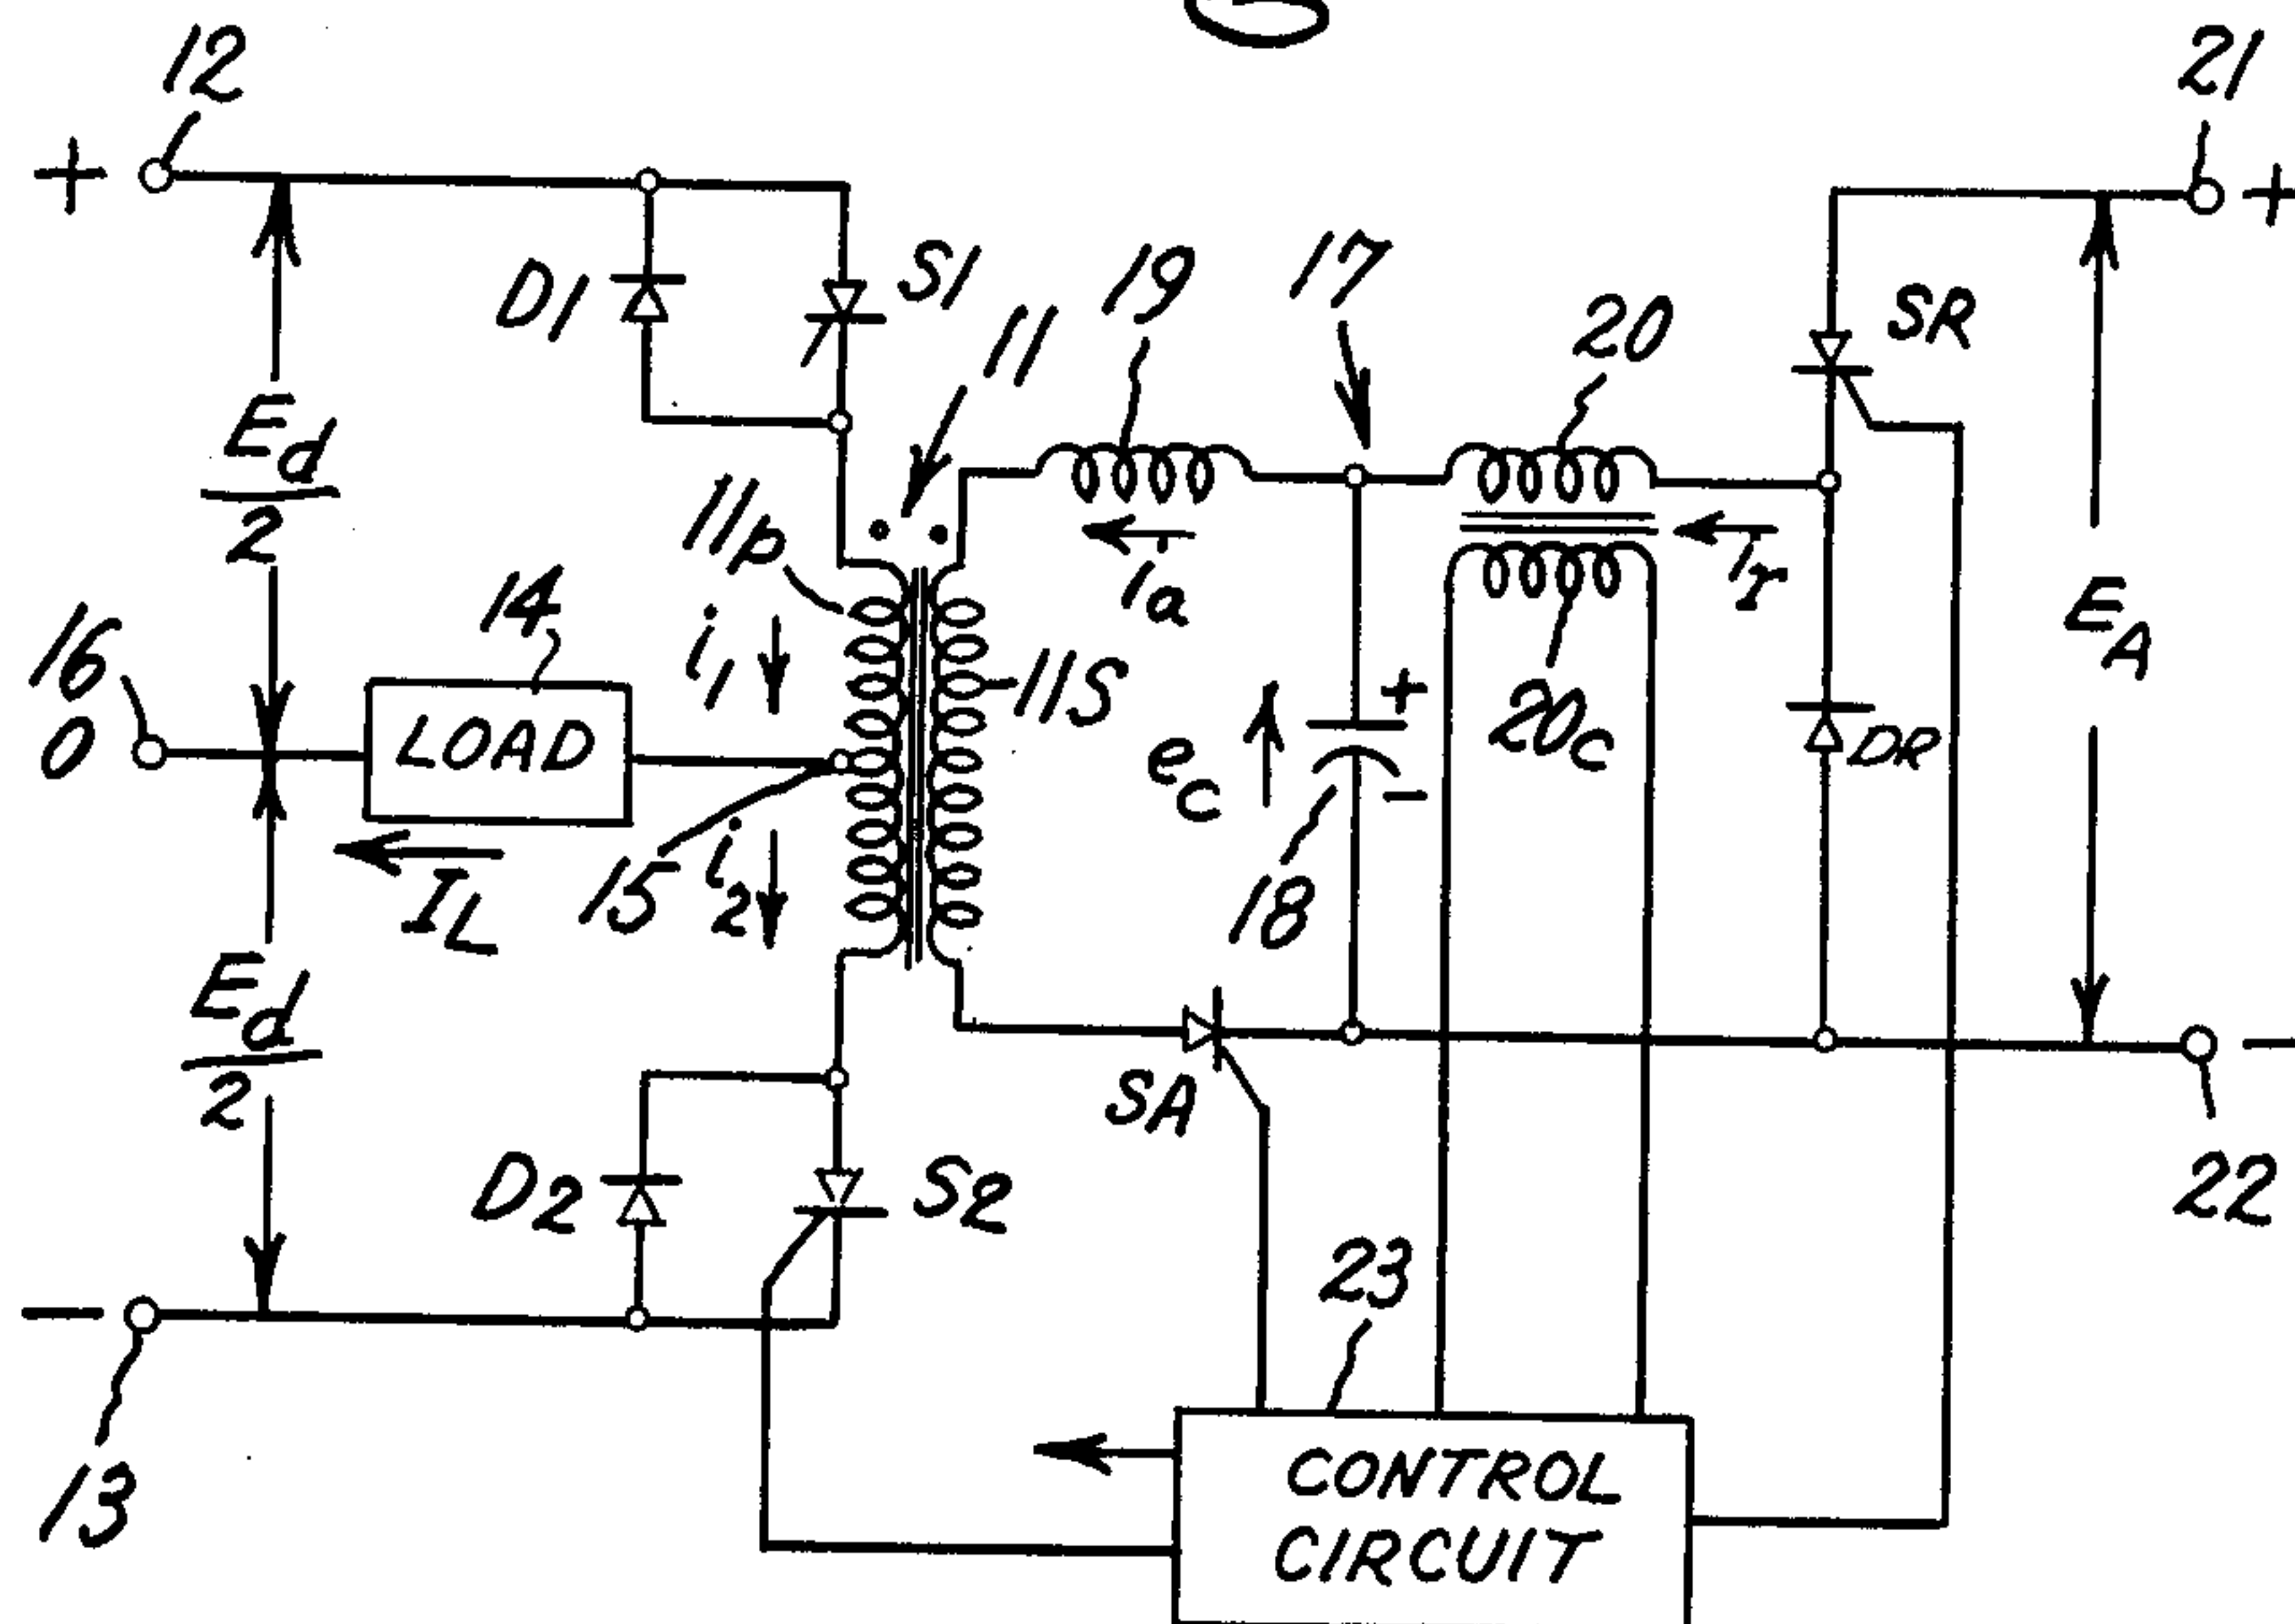 12
21
+
+
D1
S1
11
19
17
20
SR
Ed
2
11p
i1
ia
ir
EA
16
0
14
LOAD
11S
ec
+
-
20c
DR
15
i2
IL
18
Ed
2
SA
D2
S2
23
22
-
-
13
CONTROL
CIRCUIT